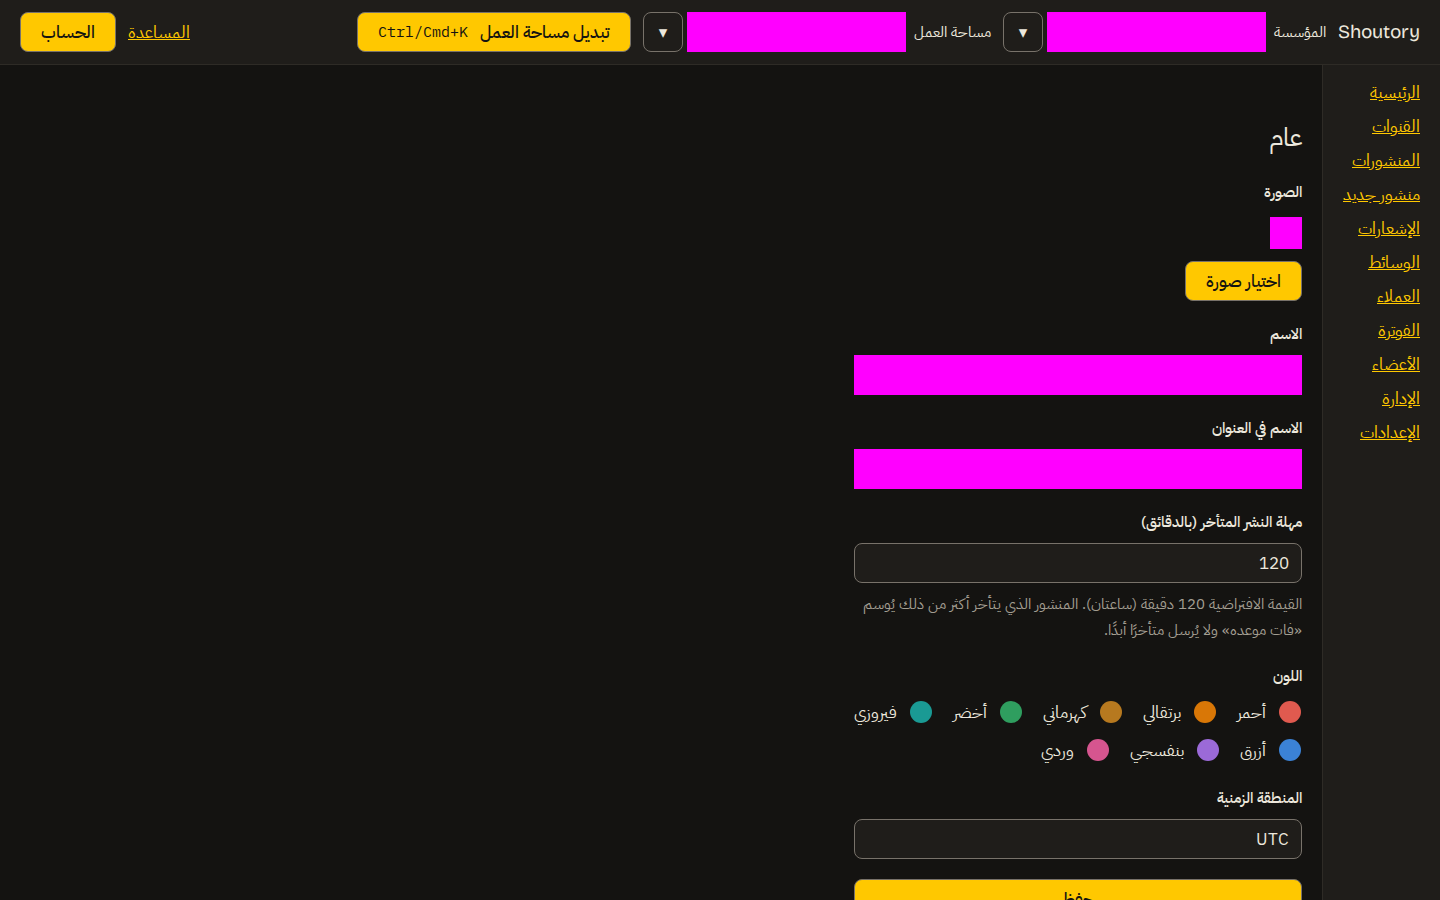 Shoutory المؤسسة ▼ مساحة العمل ▼ تبديل مساحة العمل Ctrl/Cmd+K المساعدة الحساب
الرئيسية
القنوات
المنشورات
منشور جديد
الإشعارات
الوسائط
العملاء
الفوترة
الأعضاء
الإدارة
الإعدادات
عام
الصورة
اختيار صورة
الاسم
الاسم في العنوان
مهلة النشر المتأخر (بالدقائق)
120
القيمة الافتراضية 120 دقيقة (ساعتان). المنشور الذي يتأخر أكثر من ذلك يُوسم
«فات موعده» ولا يُرسل متأخرًا أبدًا.
اللون
أحمر برتقالي كهرماني أخضر فيروزي
أزرق بنفسجي وردي
المنطقة الزمنية
UTC
حفظ